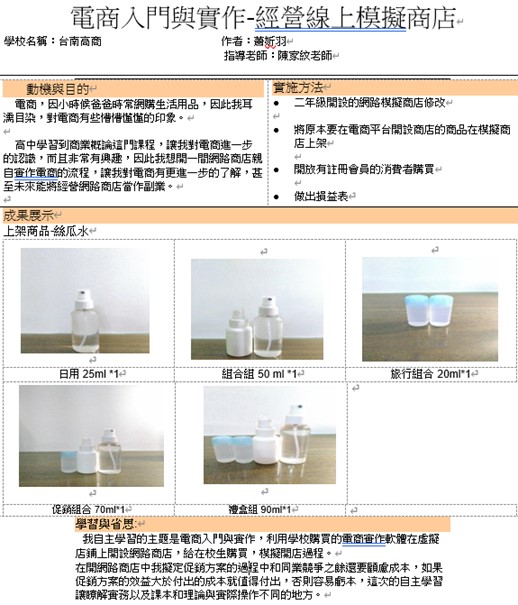 電商入門與實作-經營線上模擬商店
學校名稱：台南高商
作者：蕭妡羽
指導老師：陳家紋老師
動機與目的
電商，因小時候爸爸時常網購生活用品，因此我耳
濡目染，對電商有些懵懵懂懂的印象。
高中學習到商業概論這門課程，讓我對電商進一步
的認識，而且非常有興趣，因此我想開一間網路商店親
自實作電商的流程，讓我對電商有更進一步的了解，甚
至未來能將經營網路商店當作副業。
實施方法
● 二年級開設的網路模擬商店修改
● 將原本要在電商平台開設商店的商品在模擬商
店上架
● 開放有註冊會員的消費者購買
● 做出損益表
成果展示
上架商品-絲瓜水
日用 25ml *1
組合組 50 ml *1
旅行組合 20ml*1
促銷組合 70ml*1
禮盒組 90ml*1
學習與省思:
我自主學習的主題是電商入門與實作，利用學校購買的電商實作軟體在虛擬
店鋪上開設網路商店，給在校生購買，模擬開店過程。
在開網路商店中我擬定促銷方案的過程中和同業競爭之餘還要顧慮成本，如果
促銷方案的效益大於付出的成本就值得付出，否則容易虧本，這次的自主學習
讓瞭解實務以及課本和理論與實際操作不同的地方。